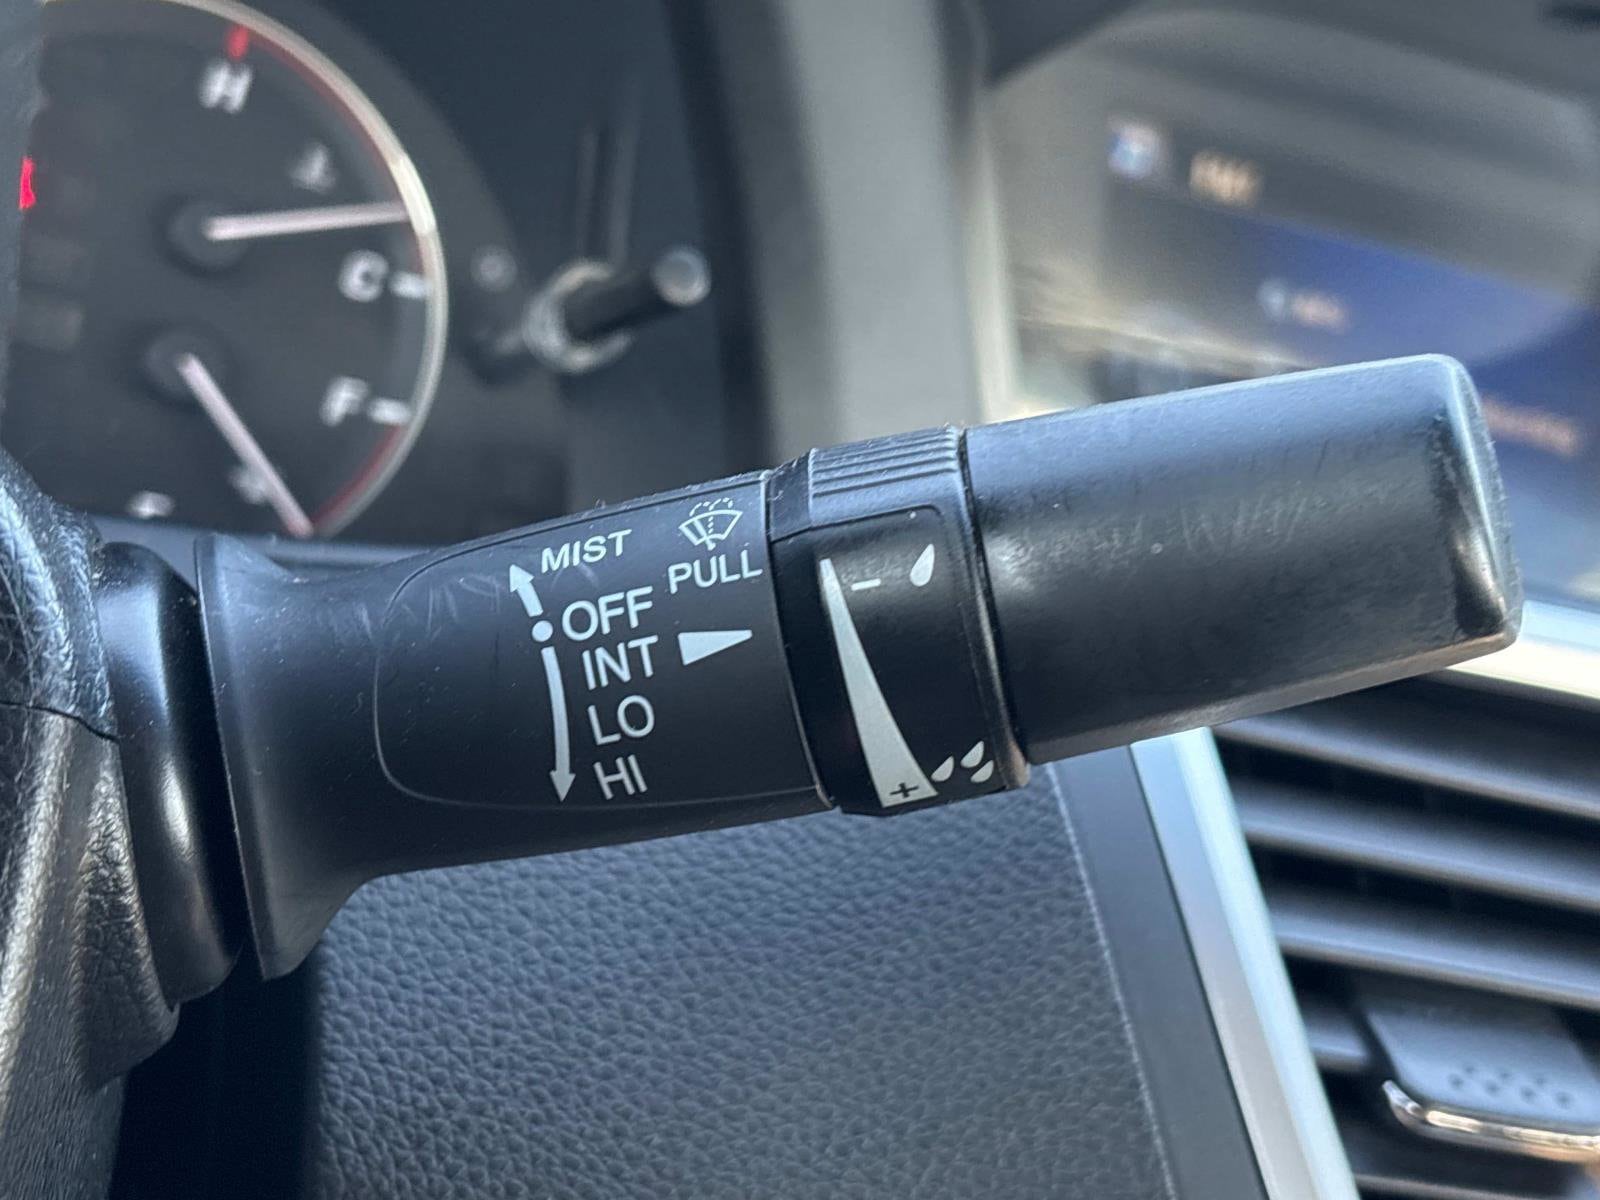 H
C
F
MIST
PULL
OFF
INT
LO
HI
−
+